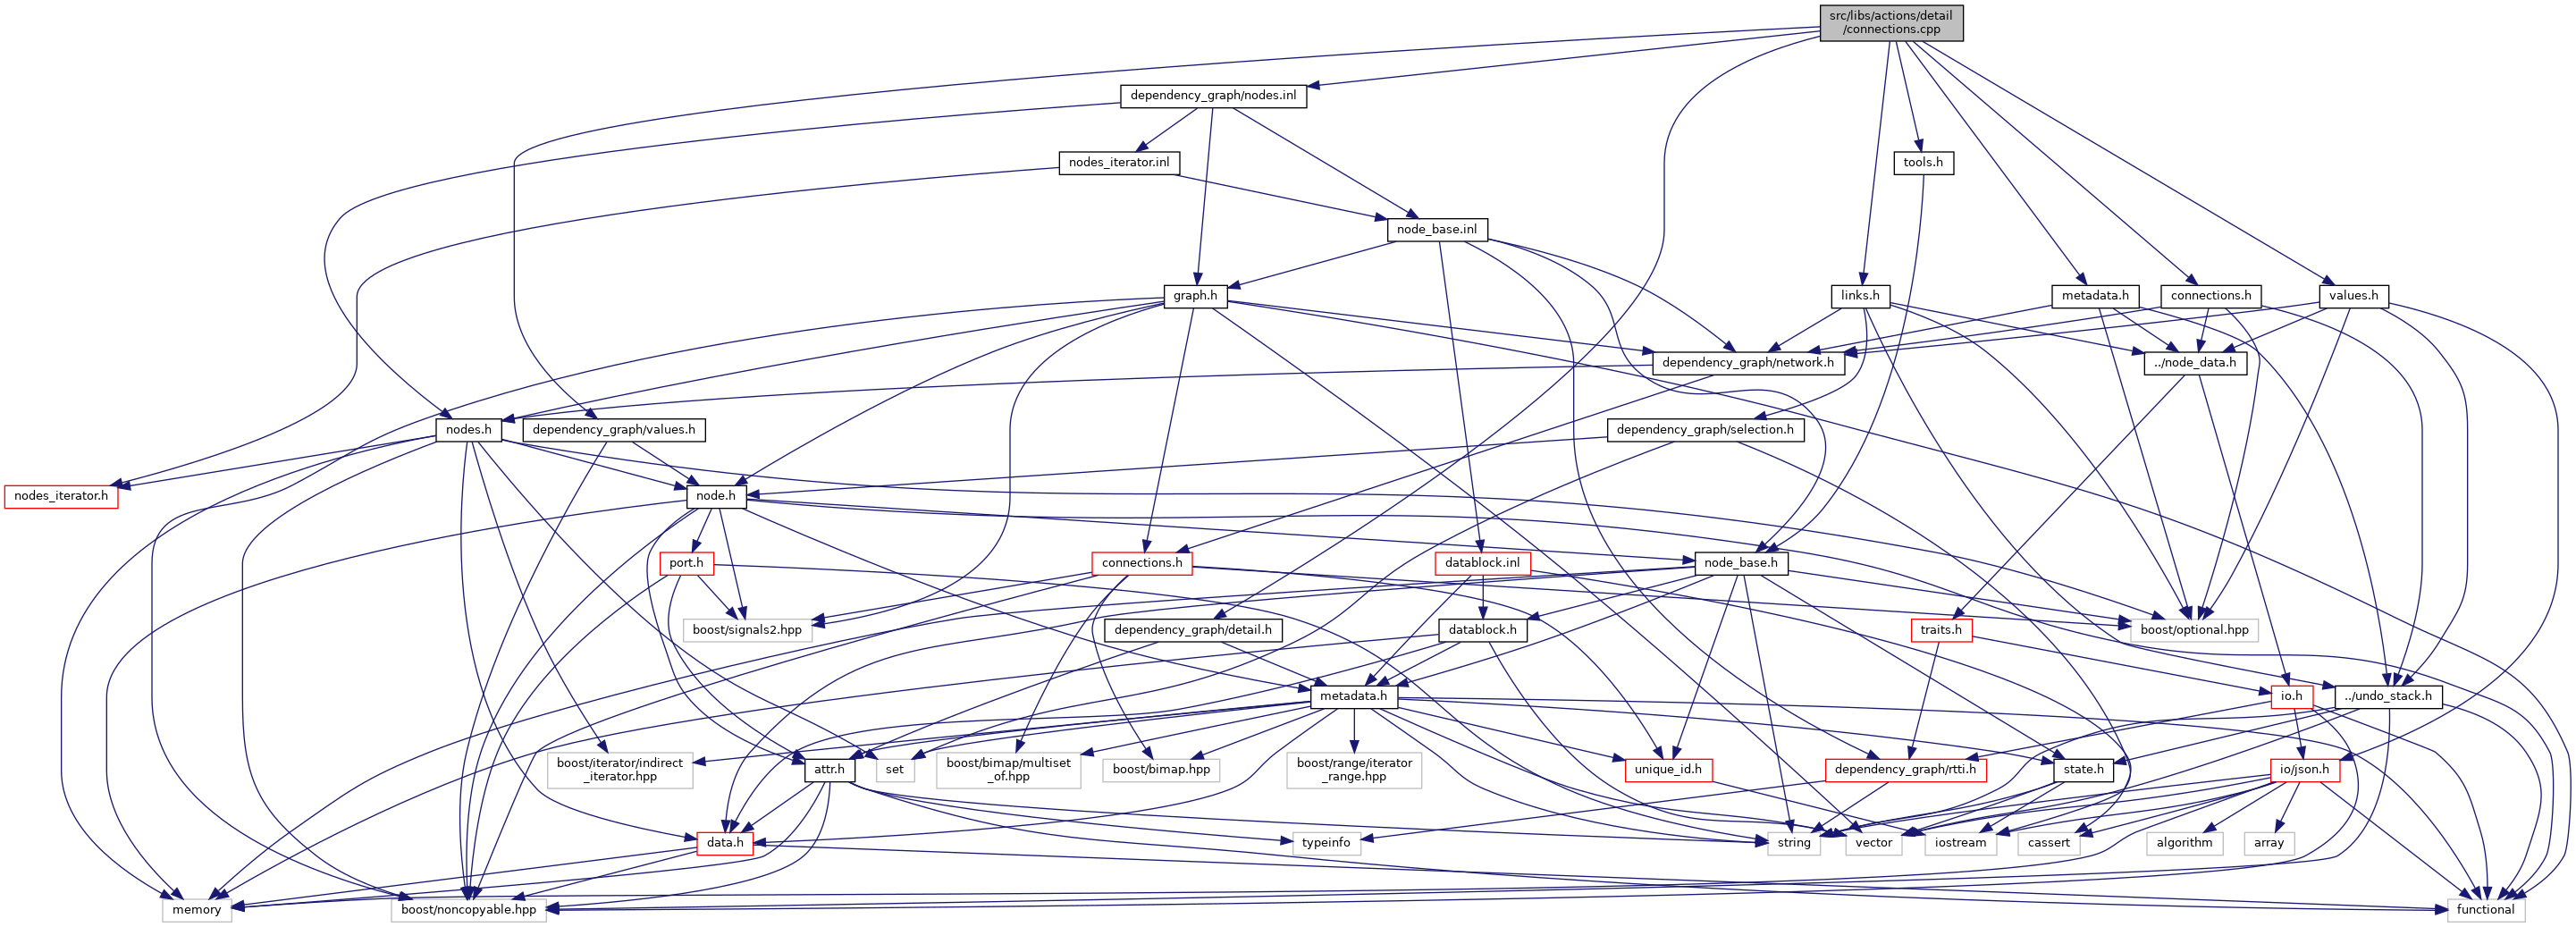 src/libs/actions/detail
/connections.cpp
dependency_graph/nodes.inl
nodes_iterator.inl
tools.h
node_base.inl
graph.h
links.h
metadata.h
connections.h
values.h
dependency_graph/network.h
../node_data.h
nodes.h
dependency_graph/values.h
dependency_graph/selection.h
nodes_iterator.h
node.h
port.h
connections.h
datablock.inl
node_base.h
boost/signals2.hpp
dependency_graph/detail.h
datablock.h
traits.h
boost/optional.hpp
metadata.h
io.h
../undo_stack.h
boost/iterator/indirect
_iterator.hpp
attr.h
set
boost/bimap/multiset
_of.hpp
boost/bimap.hpp
boost/range/iterator
_range.hpp
unique_id.h
dependency_graph/rtti.h
state.h
io/json.h
data.h
typeinfo
string
vector
iostream
cassert
algorithm
array
memory
boost/noncopyable.hpp
functional